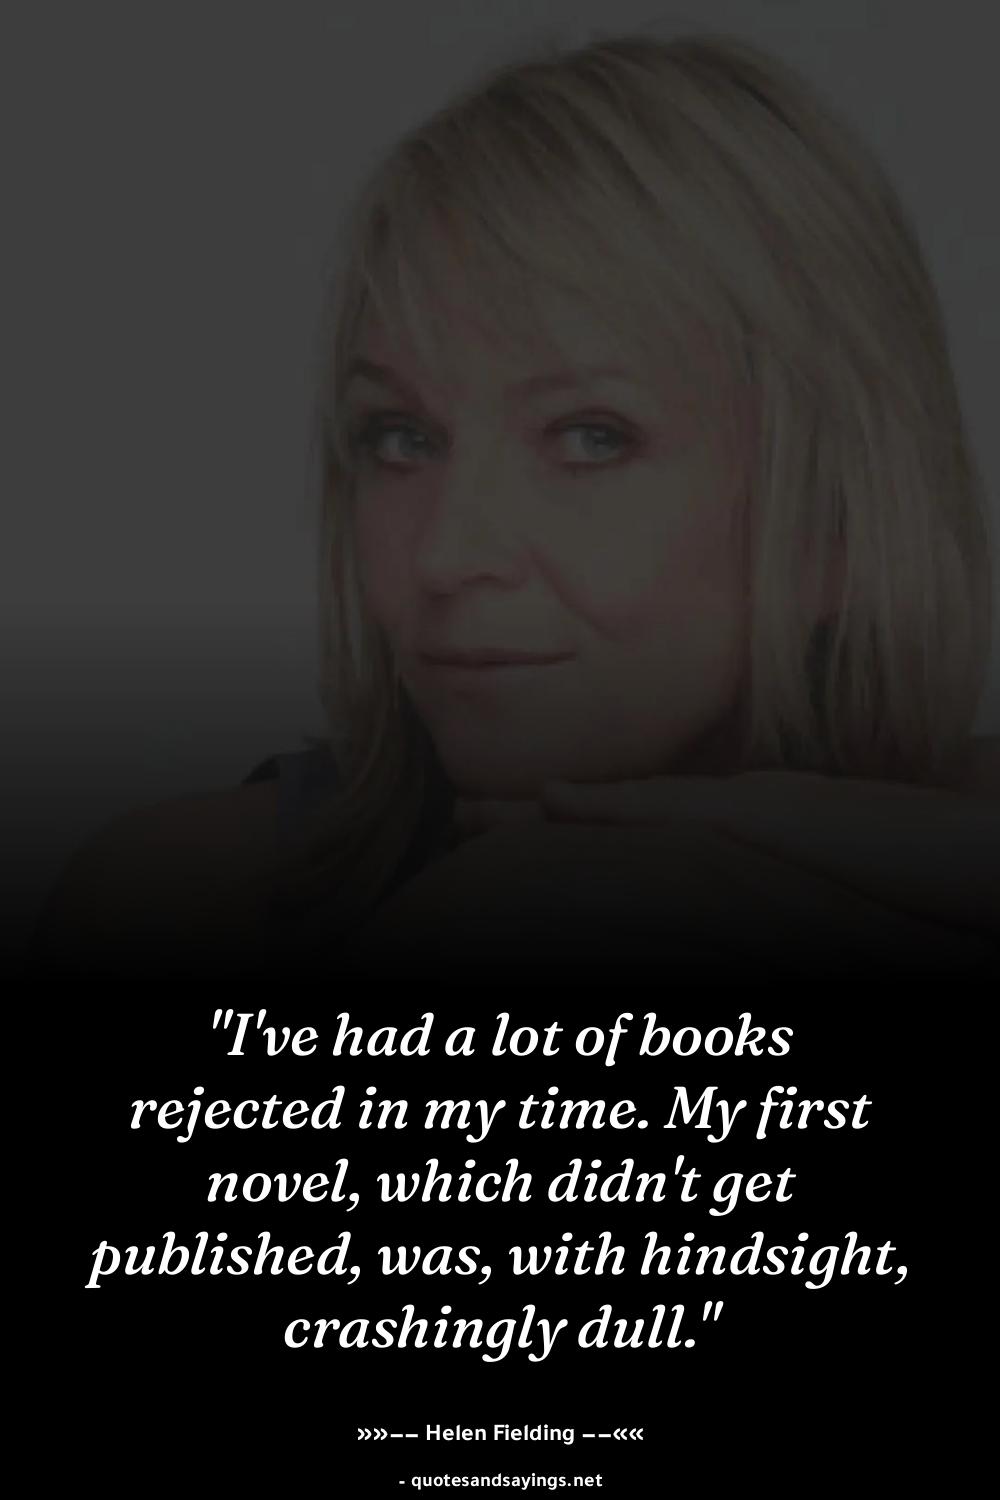 "I've had a lot of books
rejected in my time. My first
novel, which didn't get
published, was, with hindsight,
crashingly dull."
»»−− Helen Fielding −−««
- quotesandsayings.net